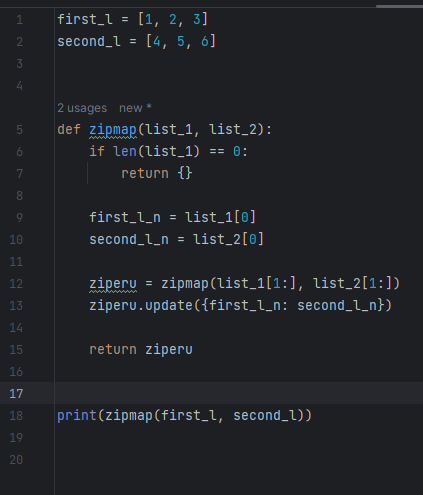 1 first_l = [1, 2, 3]
2 second_l = [4, 5, 6]
3
4
2 usages new *
5 def zipmap(list_1, list_2):
6 if len(list_1) == 0:
7 return {}
8
9 first_l_n = list_1[0]
10 second_l_n = list_2[0]
11
12 ziperu = zipmap(list_1[1:], list_2[1:])
13 ziperu.update({first_l_n: second_l_n})
14
15 return ziperu
16
17
18 print(zipmap(first_l, second_l))
19
20